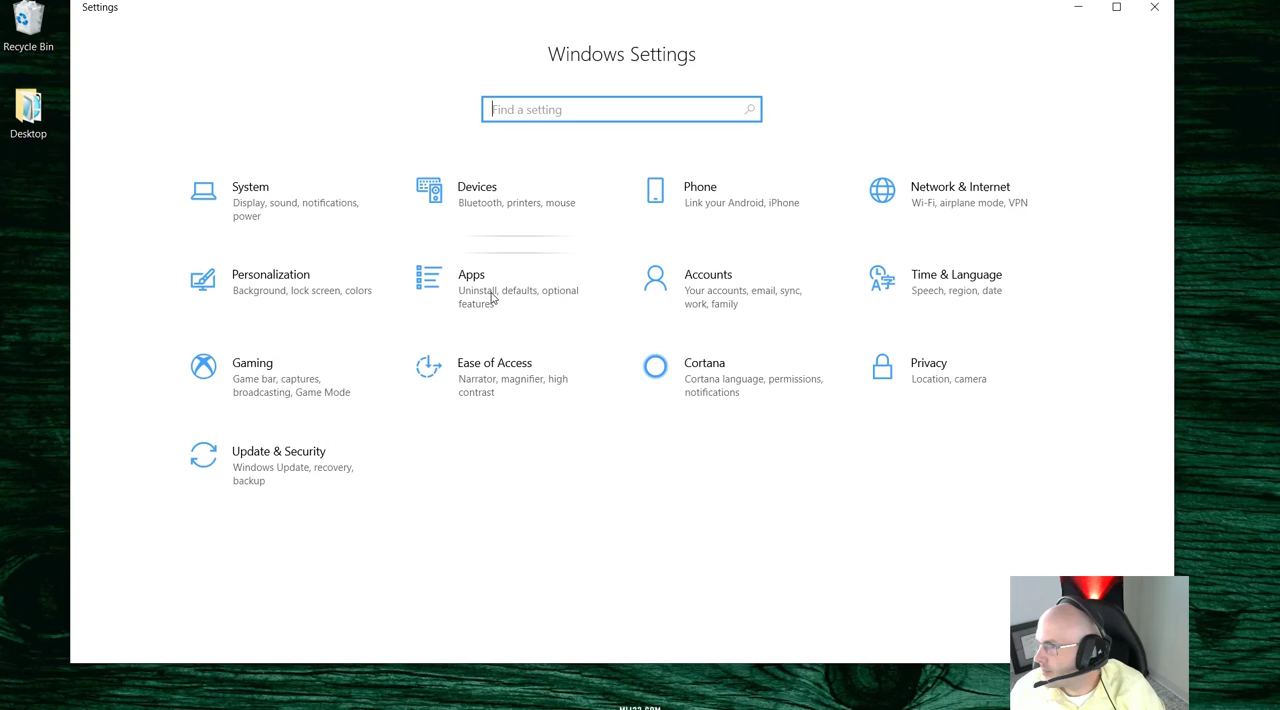 Settings
Recycle Bin
Desktop
Windows Settings
Find a setting
System
Display, sound, notifications,
power
Devices
Bluetooth, printers, mouse
Phone
Link your Android, iPhone
Network & Internet
Wi-Fi, airplane mode, VPN
Personalization
Background, lock screen, colors
Apps
Uninstall, defaults, optional
features
Accounts
Your accounts, email, sync,
work, family
Time & Language
Speech, region, date
Gaming
Game bar, captures,
broadcasting, Game Mode
Ease of Access
Narrator, magnifier, high
contrast
Cortana
Cortana language, permissions,
notifications
Privacy
Location, camera
Update & Security
Windows Update, recovery,
backup